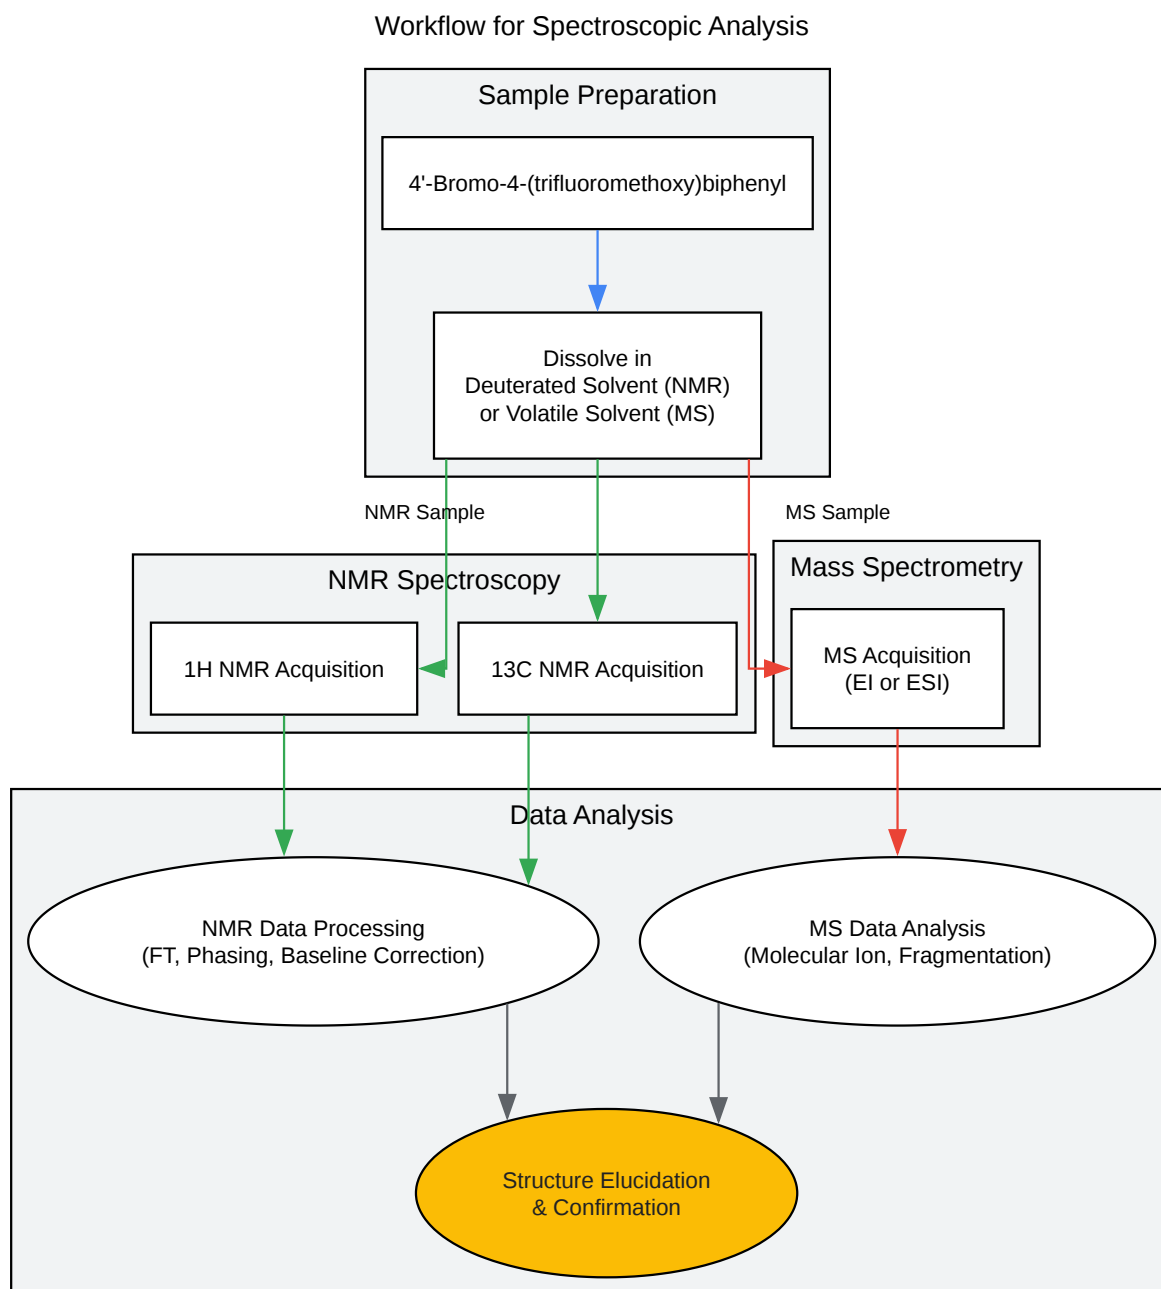 Workflow for Spectroscopic Analysis
Sample Preparation
4'-Bromo-4-(trifluoromethoxy)biphenyl
Dissolve in
Deuterated Solvent (NMR)
or Volatile Solvent (MS)
NMR Sample
MS Sample
NMR Spectroscopy
Mass Spectrometry
1H NMR Acquisition
13C NMR Acquisition
MS Acquisition
(EI or ESI)
Data Analysis
NMR Data Processing
(FT, Phasing, Baseline Correction)
MS Data Analysis
(Molecular Ion, Fragmentation)
Structure Elucidation
& Confirmation